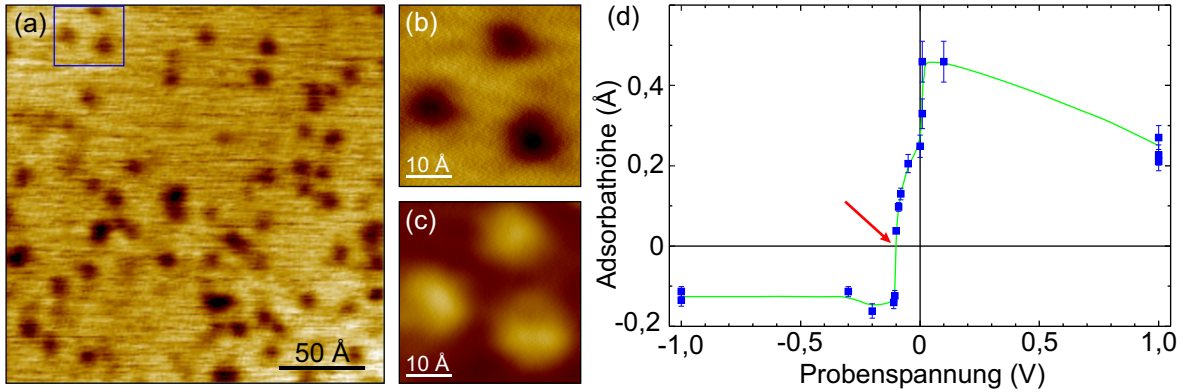 (a)
50 Å
(b)
10 Å
(c)
10 Å
(d)
Adsorbathöhe (Å)
0,4
0,2
0
-0,2
-1,0 -0,5 0 0,5 1,0
Probenspannung (V)